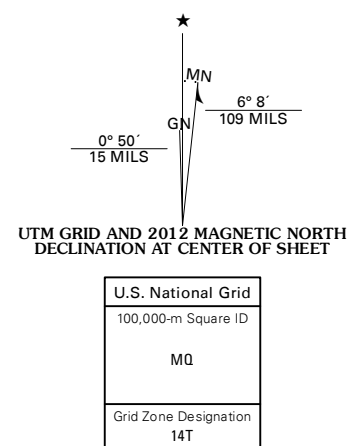 ★
MN
GN
6° 8´
109 MILS
0° 50´
15 MILS
UTM GRID AND 2012 MAGNETIC NORTH
DECLINATION AT CENTER OF SHEET
U.S. National Grid
100,000-m Square ID
MQ
Grid Zone Designation
14T